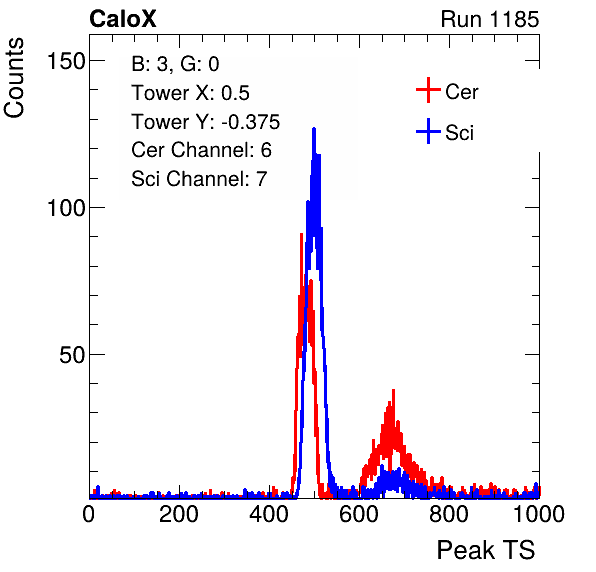 CaloX
Run 1185
Counts
150
100
50
B: 3, G: 0
Tower X: 0.5
Tower Y: -0.375
Cer Channel: 6
Sci Channel: 7
Cer
Sci
0
200
400
600
800
1000
Peak TS